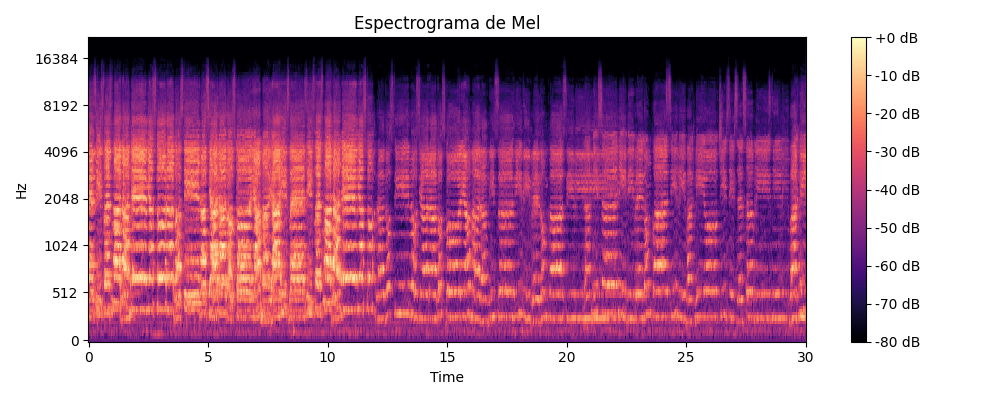 Espectrograma de Mel
Hz
16384
8192
4096
2048
1024
512
0
0 5 10 15 20 25 30
Time
+0 dB
-10 dB
-20 dB
-30 dB
-40 dB
-50 dB
-60 dB
-70 dB
-80 dB